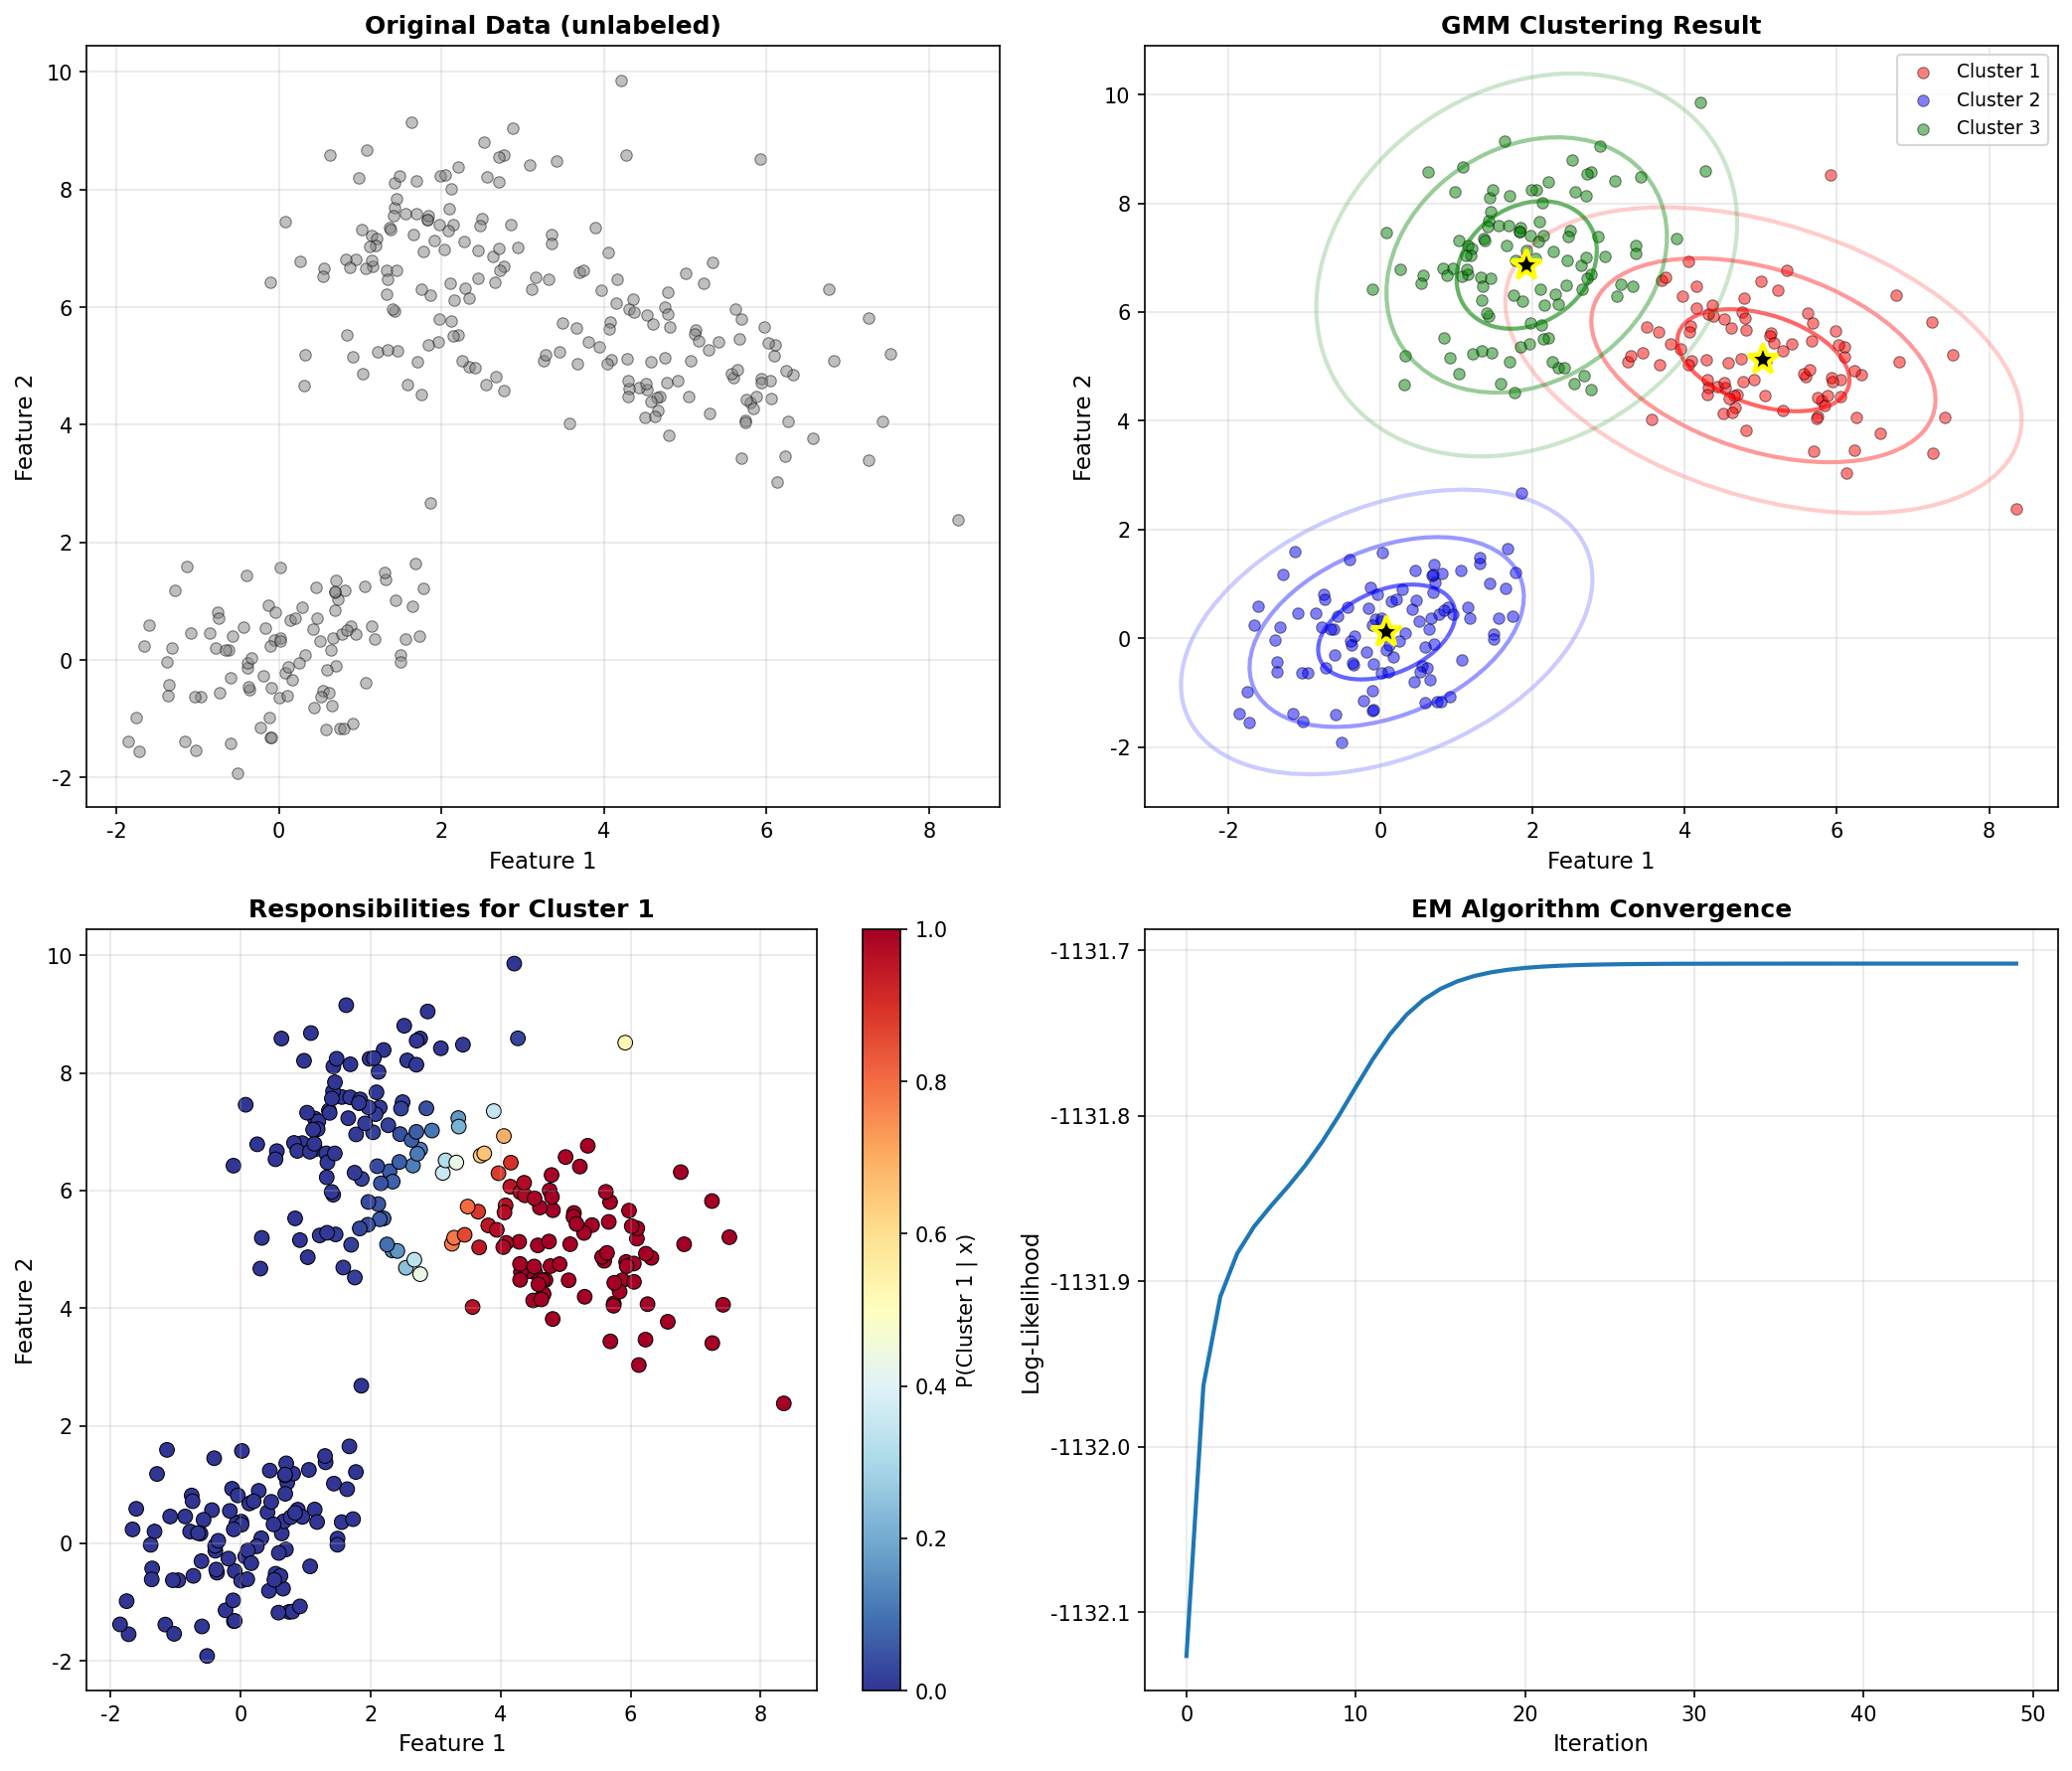 Original Data (unlabeled)
10
8
6
4
2
0
-2
-2 0 2 4 6 8
Feature 1
Feature 2
GMM Clustering Result
Cluster 1
Cluster 2
Cluster 3
10
8
6
4
2
0
-2
-2 0 2 4 6 8
Feature 1
Feature 2
Responsibilities for Cluster 1
10
8
6
4
2
0
-2
-2 0 2 4 6 8
Feature 1
Feature 2
1.0
0.8
0.6
0.4
0.2
0.0
P(Cluster 1 | x)
EM Algorithm Convergence
-1131.7
-1131.8
-1131.9
-1132.0
-1132.1
0 10 20 30 40 50
Iteration
Log-Likelihood